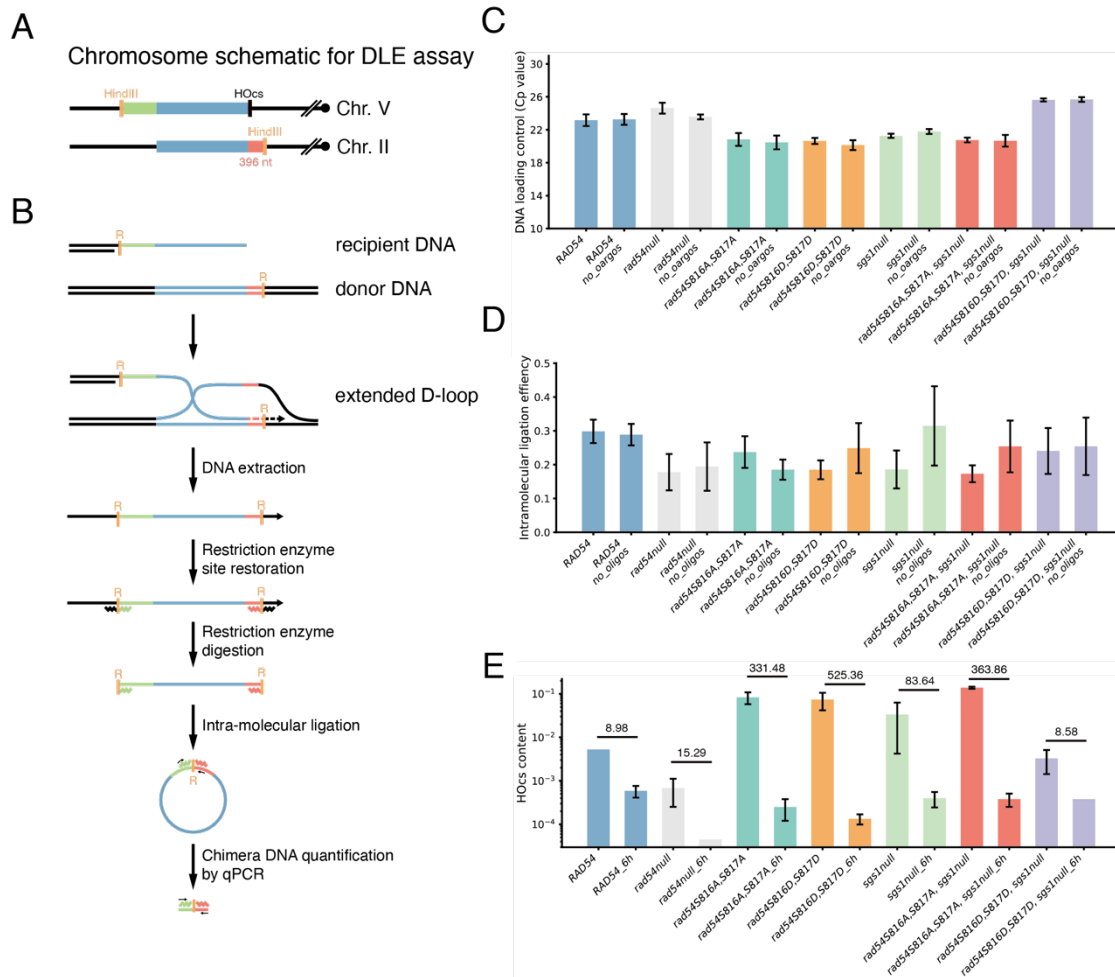 A
Chromosome schematic for DLE assay
HindIII
HOcs
Chr. V
HindIII
Chr. II
396 nt
B
R
recipient DNA
R
donor DNA
R
extended D-loop
R
DNA extraction
R
R
Restriction enzyme
site restoration
R
R
Restriction enzyme
digestion
R
R
Intra-molecular ligation
R
Chimera DNA quantification
by qPCR
R
C
DNA loading control (Cp value)
30
26
22
18
14
10
RAD54
RAD54
no_oargos
rad54null
rad54null
no_oargos
rad54S816A,S817A
rad54S816A,S817A
no_oargos
rad54S816D,S817D
rad54S816D,S817D
no_oargos
sgs1null
sgs1null
no_oargos
rad54S816A,S817A, sgs1null
rad54S816A,S817A, sgs1null
no_oargos
rad54S816D,S817D, sgs1null
rad54S816D,S817D, sgs1null
no_oargos
D
Intramolecular ligation effiency
0.5
0.4
0.3
0.2
0.1
0.0
RAD54
RAD54
no_oligos
rad54null
rad54null
no_oligos
rad54S816A,S817A
rad54S816A,S817A
no_oligos
rad54S816D,S817D
rad54S816D,S817D
no_oligos
sgs1null
sgs1null
no_oligos
rad54S816A,S817A, sgs1null
rad54S816A,S817A, sgs1null
no_oligos
rad54S816D,S817D, sgs1null
rad54S816D,S817D, sgs1null
no_oligos
E
HOcs content
10⁻¹
10⁻²
10⁻³
10⁻⁴
8.98
15.29
331.48
525.36
83.64
363.86
8.58
RAD54
RAD54_6h
rad54null
rad54null_6h
rad54S816A,S817A
rad54S816A,S817A_6h
rad54S816D,S817D
rad54S816D,S817D_6h
sgs1null
sgs1null_6h
rad54S816A,S817A, sgs1null
rad54S816A,S817A, sgs1null_6h
rad54S816D,S817D, sgs1null
rad54S816D,S817D, sgs1null_6h